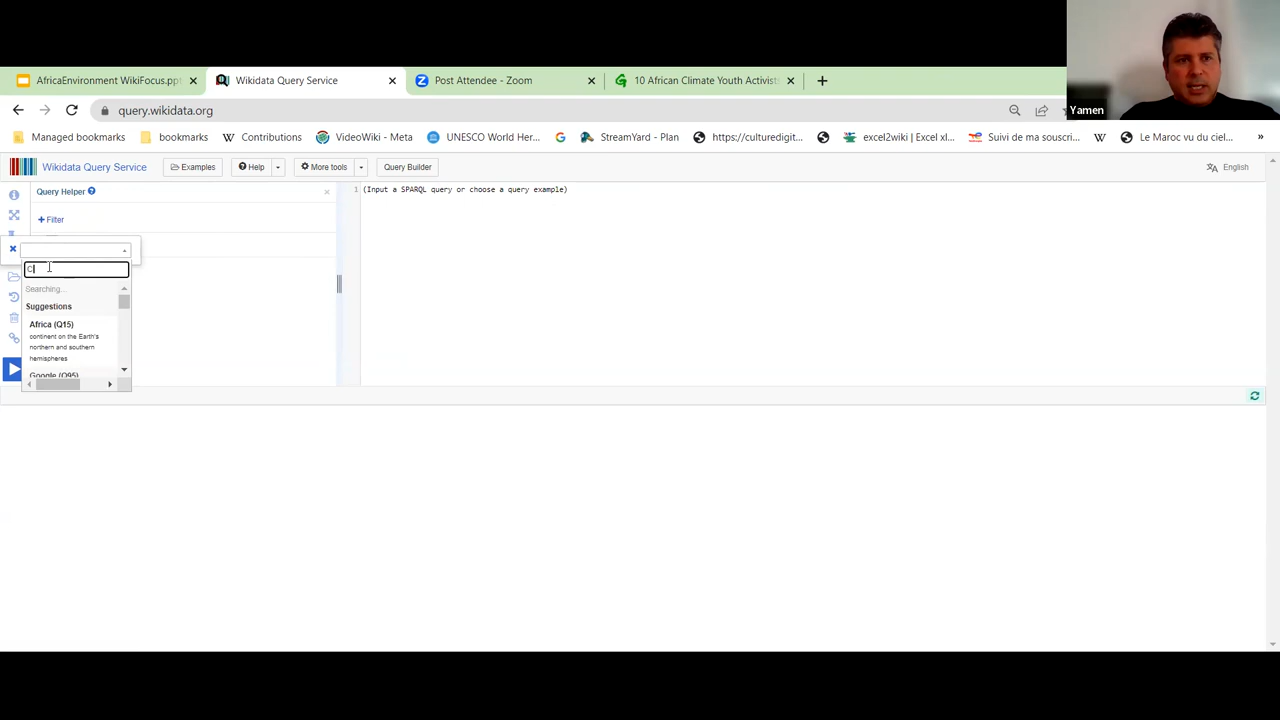 AfricaEnvironment WikiFocus.ppt
Wikidata Query Service
Post Attendee - Zoom
10 African Climate Youth Activists
query.wikidata.org
Yamen
Managed bookmarks
bookmarks
Contributions
VideoWiki - Meta
UNESCO World Her...
StreamYard - Plan
https://culturedigit...
excel2wiki | Excel xl...
Suivi de ma souscri...
Le Maroc vu du ciel...
»
Wikidata Query Service
Examples
Help
More tools
Query Builder
English
Query Helper
+ Filter
1 (Input a SPARQL query or choose a query example)
C
Searching...
Suggestions
Africa (Q15)
continent on the Earth's
northern and southern
hemispheres
Google (Q95)